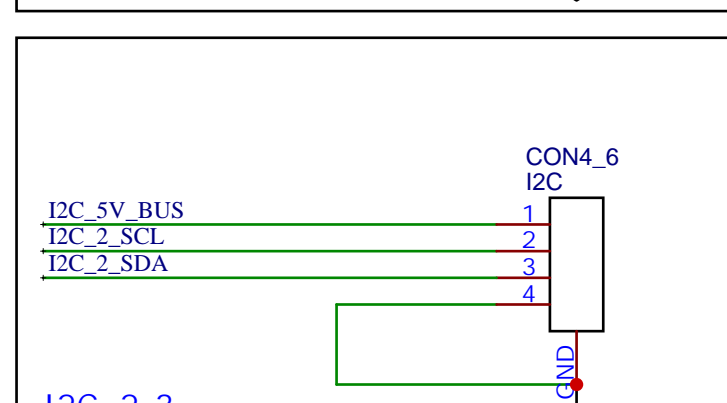 CON4_6
I2C
I2C_5V_BUS
1
I2C_2_SCL
2
I2C_2_SDA
3
4
GND